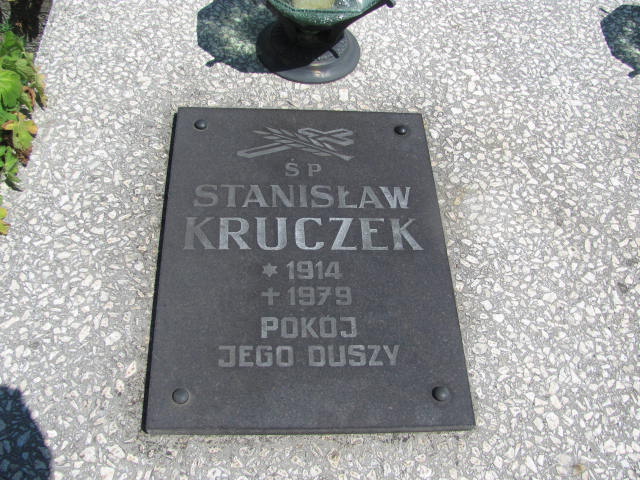 ŚP
STANISŁAW
KRUCZEK
* 1914
+ 1979
POKÓJ
JEGO DUSZY